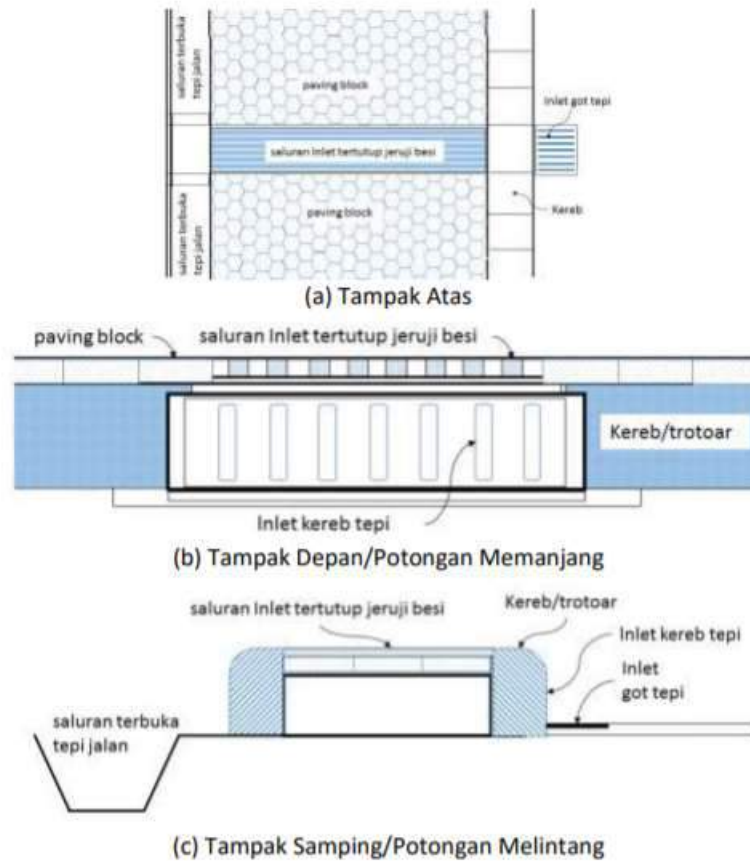 saluran terbuka
tepi jalan
paving block
Inlet got tepi
saluran Inlet tertutup jeruji besi
saluran terbuka
tepi jalan
paving block
Kereb
(a) Tampak Atas
paving block
saluran Inlet tertutup jeruji besi
Kereb/trotoar
Inlet kereb tepi
(b) Tampak Depan/Potongan Memanjang
saluran Inlet tertutup jeruji besi
Kereb/trotoar
Inlet kereb tepi
Inlet
got tepi
saluran terbuka
tepi jalan
(c) Tampak Samping/Potongan Melintang